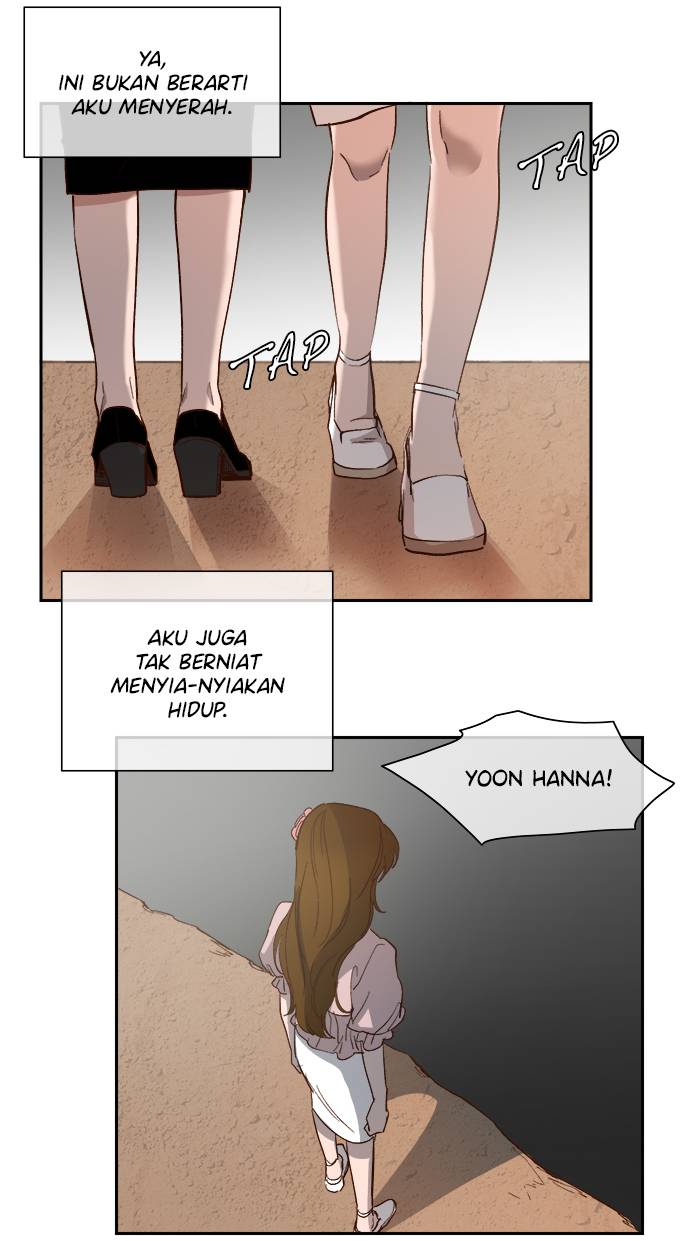 YA,
INI BUKAN BERARTI
AKU MENYERAH.
TAP
TAP
AKU JUGA
TAK BERNIAT
MENYIA-NYIAKAN
HIDUP.
YOON HANNA!